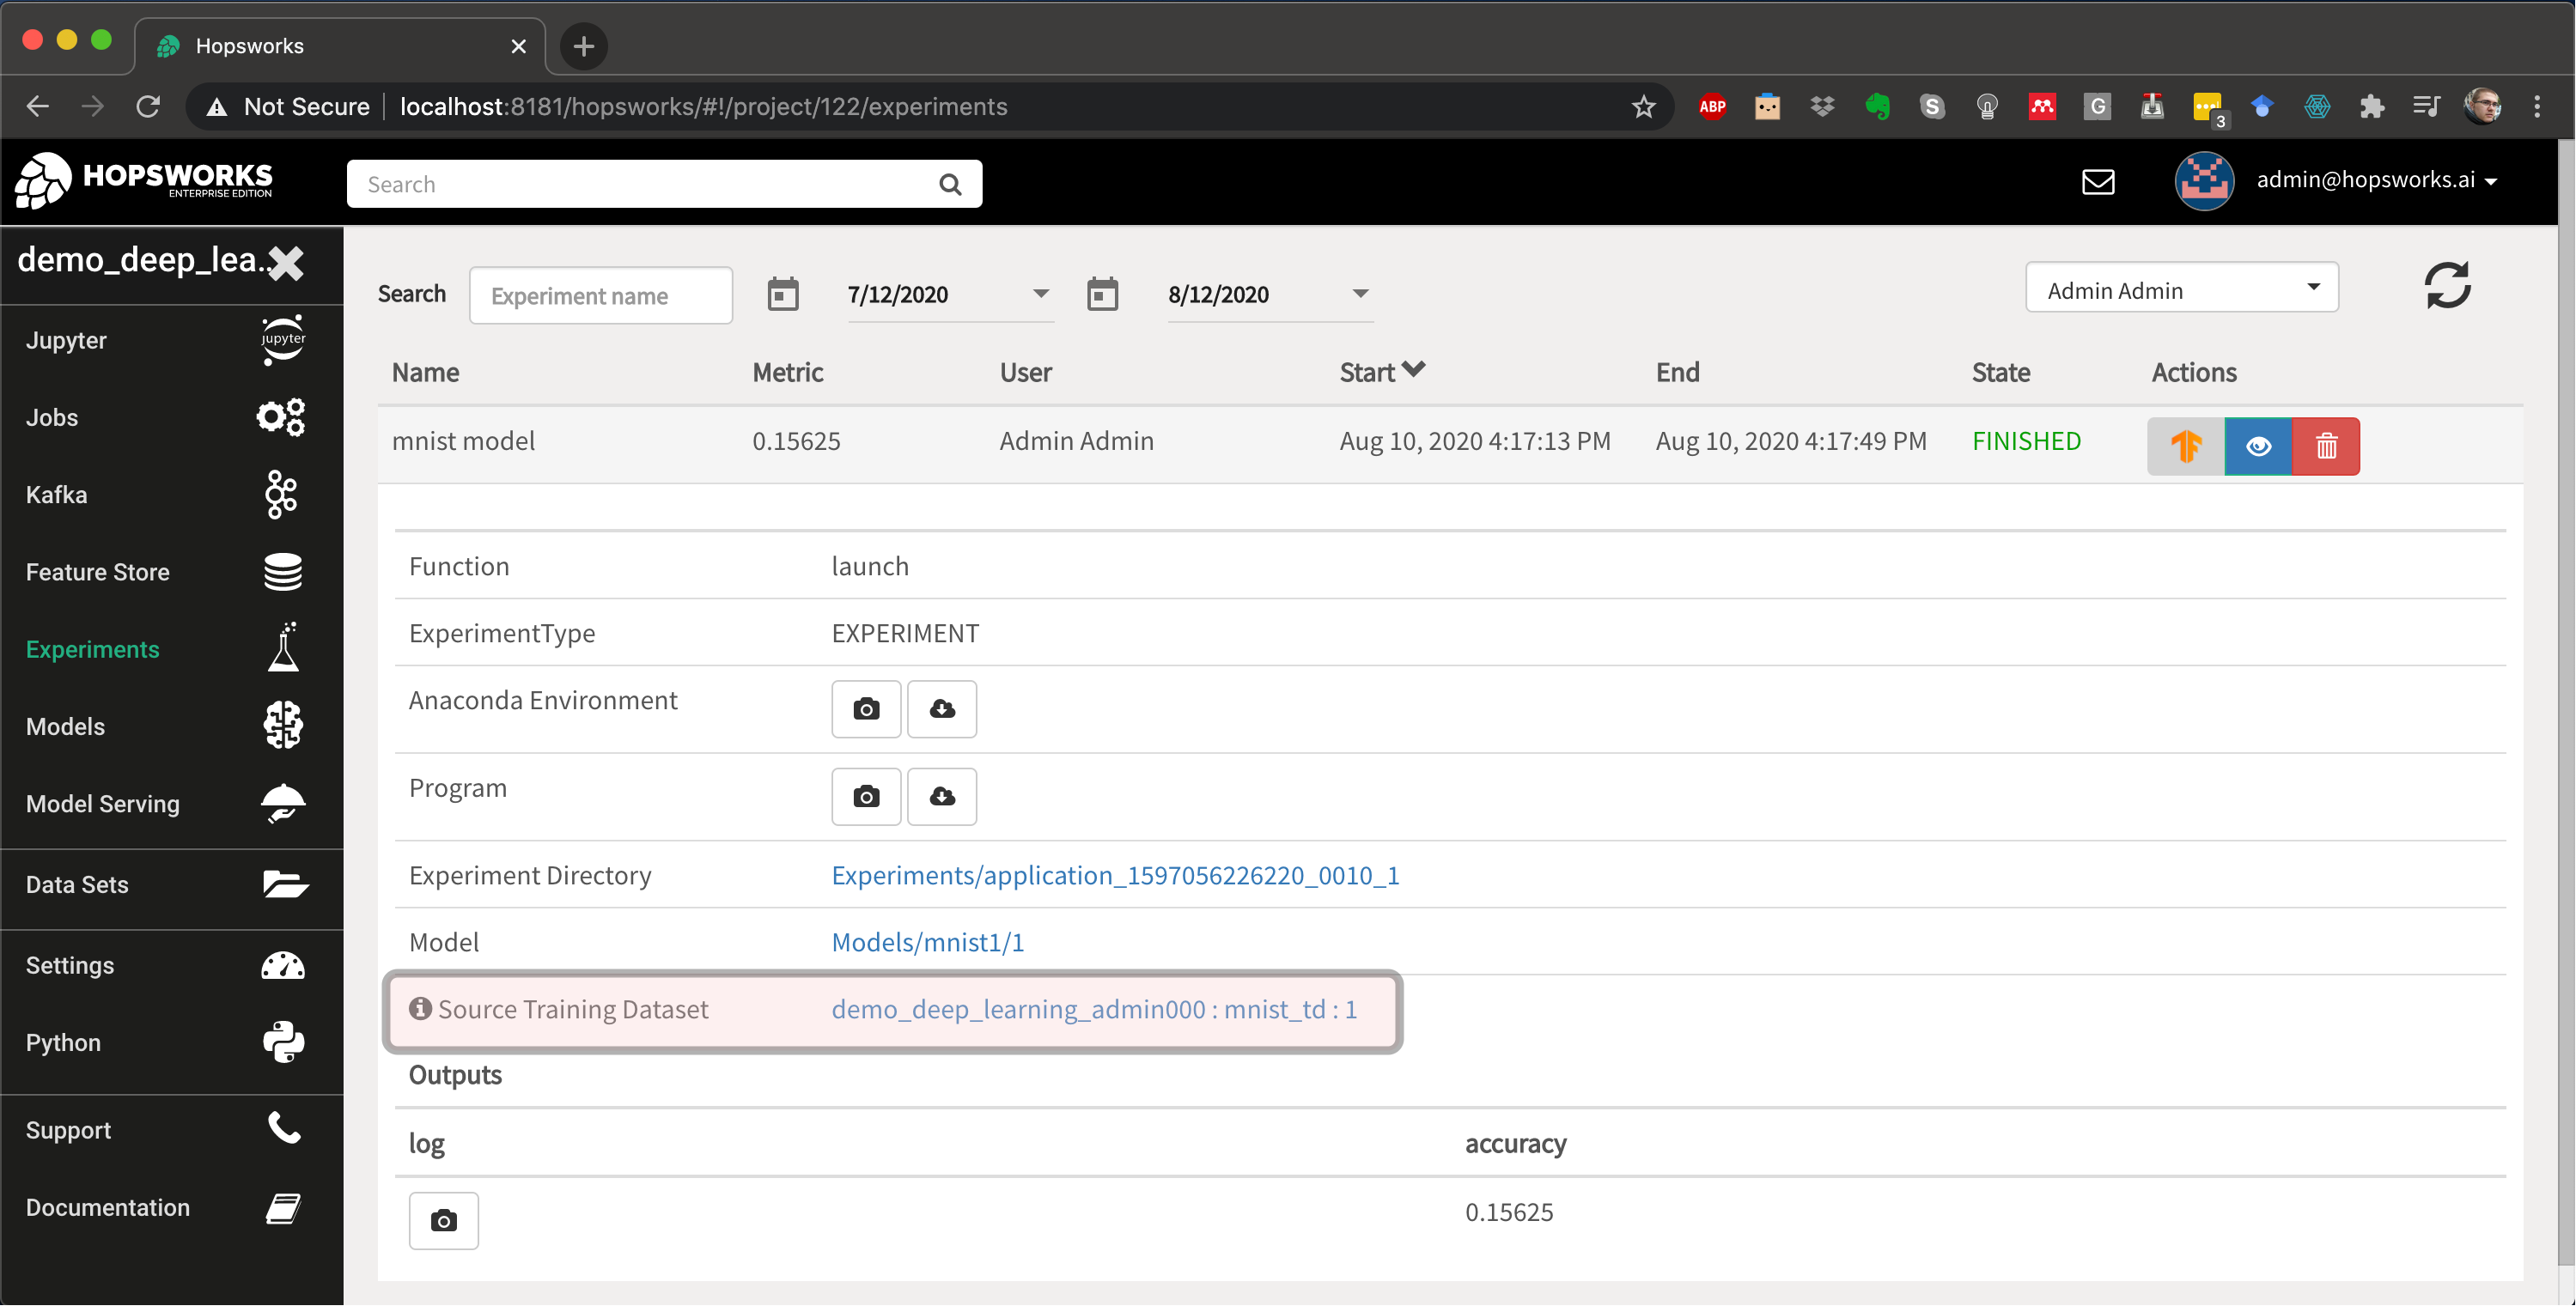 Hopsworks
Not Secure
localhost:8181/hopsworks/#!/project/122/experiments
ABP
S
G
3
HOPSWORKS
ENTERPRISE EDITION
Search
admin@hopsworks.ai
demo_deep_lea..
Jupyter
jupyter
Jobs
Kafka
Feature Store
Experiments
Models
Model Serving
Data Sets
Settings
Python
Support
Documentation
Search
Experiment name
7/12/2020
8/12/2020
Admin Admin
Name Metric User Start End State Actions
mnist model 0.15625 Admin Admin Aug 10, 2020 4:17:13 PM Aug 10, 2020 4:17:49 PM FINISHED
Function launch
ExperimentType EXPERIMENT
Anaconda Environment
Program
Experiment Directory Experiments/application_1597056226220_0010_1
Model Models/mnist1/1
Source Training Dataset demo_deep_learning_admin000 : mnist_td : 1
Outputs
log accuracy
0.15625